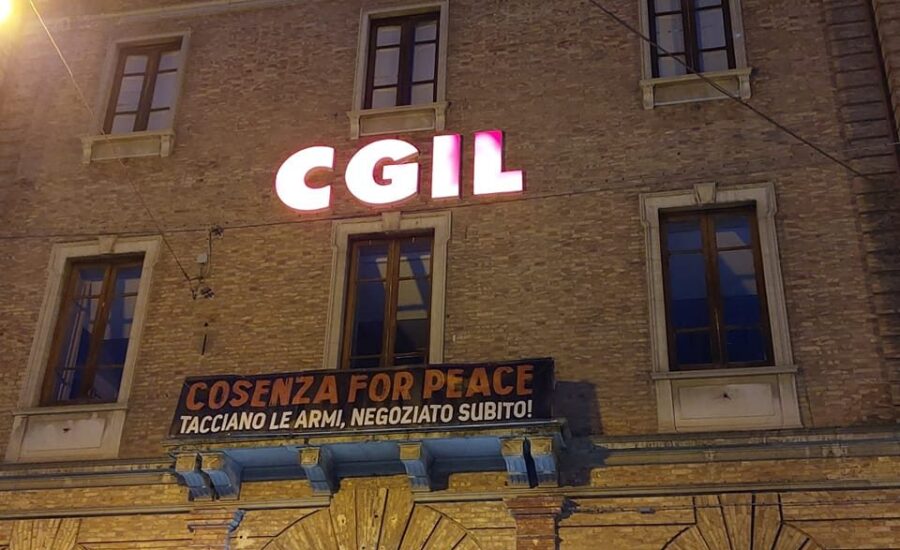 CGIL
COSENZA FOR PEACE
TACCIANO LE ARMI, NEGOZIATO SUBITO!